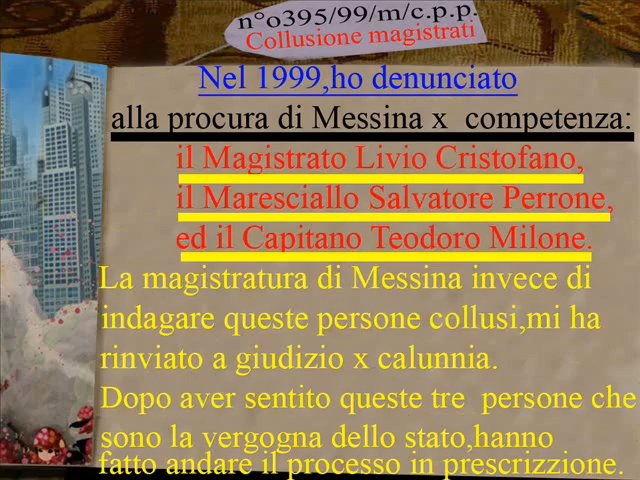 n°o395/99/m/c.p.p.
Collusione magistrati
Nel 1999,ho denunciato
alla procura di Messina x competenza:
il Magistrato Livio Cristofano,
il Maresciallo Salvatore Perrone,
ed il Capitano Teodoro Milone.
La magistratura di Messina invece di
indagare queste persone collusi,mi ha
rinviato a giudizio x calunnia.
Dopo aver sentito queste tre persone che
sono la vergogna dello stato,hanno
fatto andare il processo in prescrizzione.